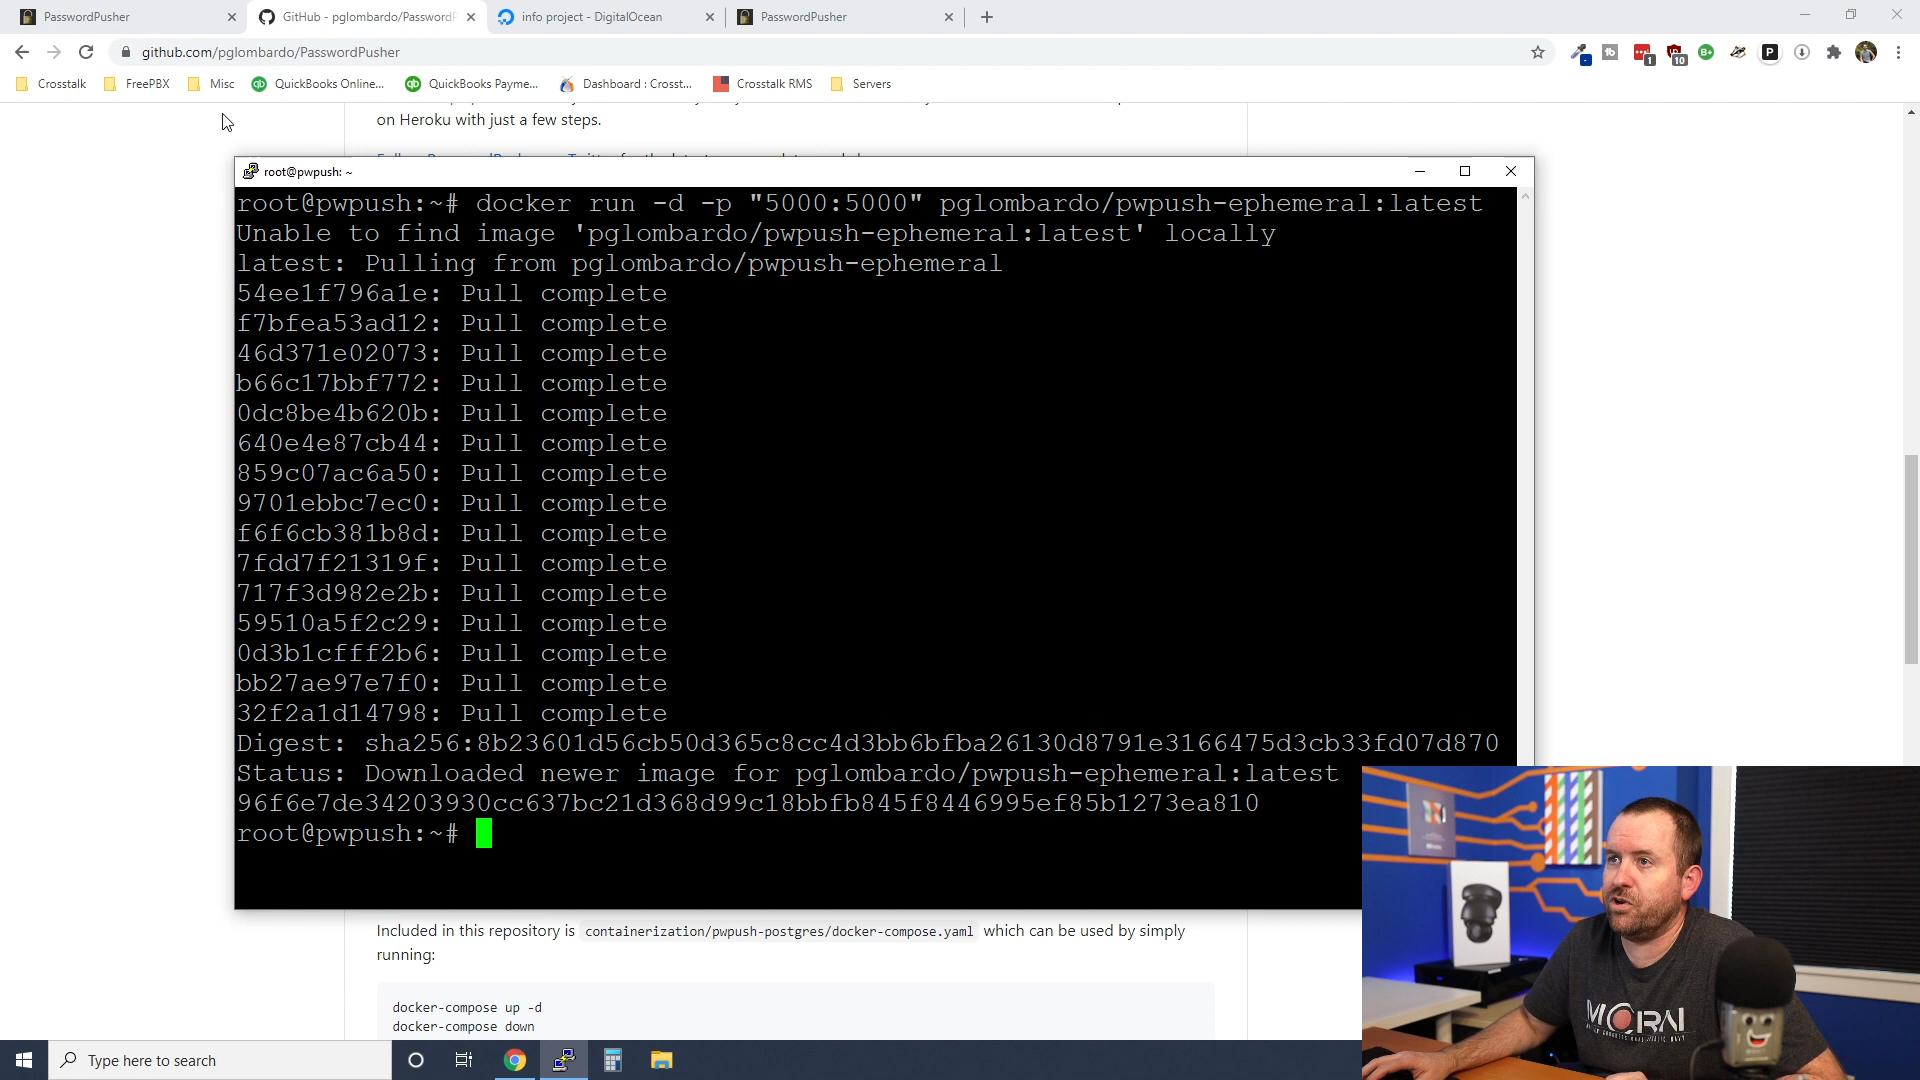 PasswordPusher
GitHub - pglombardo/PasswordP
info project - DigitalOcean
PasswordPusher
github.com/pglombardo/PasswordPusher
1
10
B+
P
Crosstalk
FreePBX
Misc
QuickBooks Online...
QuickBooks Payme...
Dashboard : Crosst...
Crosstalk RMS
Servers
on Heroku with just a few steps.
root@pwpush: ~
root@pwpush:~# docker run -d -p "5000:5000" pglombardo/pwpush-ephemeral:latest
Unable to find image 'pglombardo/pwpush-ephemeral:latest' locally
latest: Pulling from pglombardo/pwpush-ephemeral
54ee1f796a1e: Pull complete
f7bfea53ad12: Pull complete
46d371e02073: Pull complete
b66c17bbf772: Pull complete
0dc8be4b620b: Pull complete
640e4e87cb44: Pull complete
859c07ac6a50: Pull complete
9701ebbc7ec0: Pull complete
f6f6cb381b8d: Pull complete
7fdd7f21319f: Pull complete
717f3d982e2b: Pull complete
59510a5f2c29: Pull complete
0d3b1cfff2b6: Pull complete
bb27ae97e7f0: Pull complete
32f2a1d14798: Pull complete
Digest: sha256:8b23601d56cb50d365c8cc4d3bb6bfba26130d8791e3166475d3cb33fd07d870
Status: Downloaded newer image for pglombardo/pwpush-ephemeral:latest
96f6e7de34203930cc637bc21d368d99c18bbfb845f8446995ef85b1273ea810
root@pwpush:~#
Included in this repository is containerization/pwpush-postgres/docker-compose.yaml which can be used by simply
running:
docker-compose up -d
docker-compose down
Type here to search